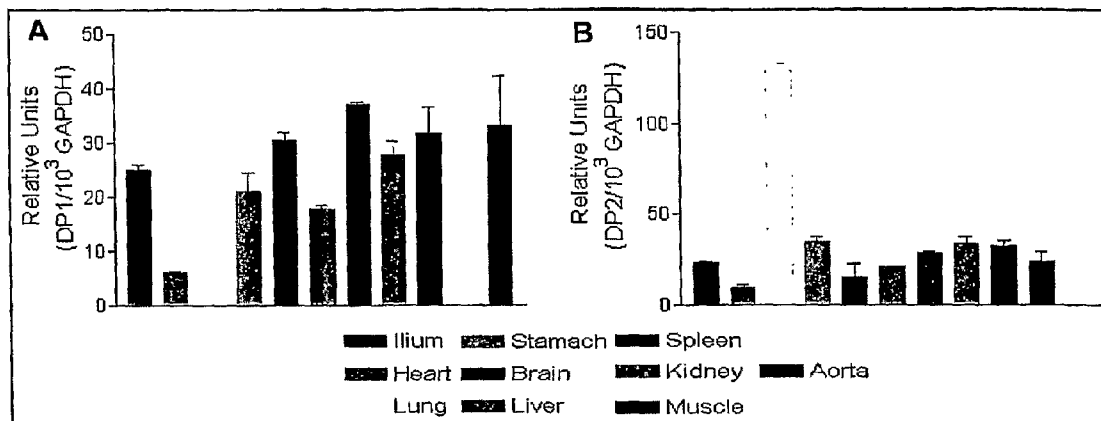 A
Relative Units
(DP1/10³ GAPDH)
50
40
30
20
10
0
B
Relative Units
(DP2/10³ GAPDH)
150
100
50
0
Ilium Stamach Spleen
Heart Brain Kidney Aorta
Lung Liver Muscle